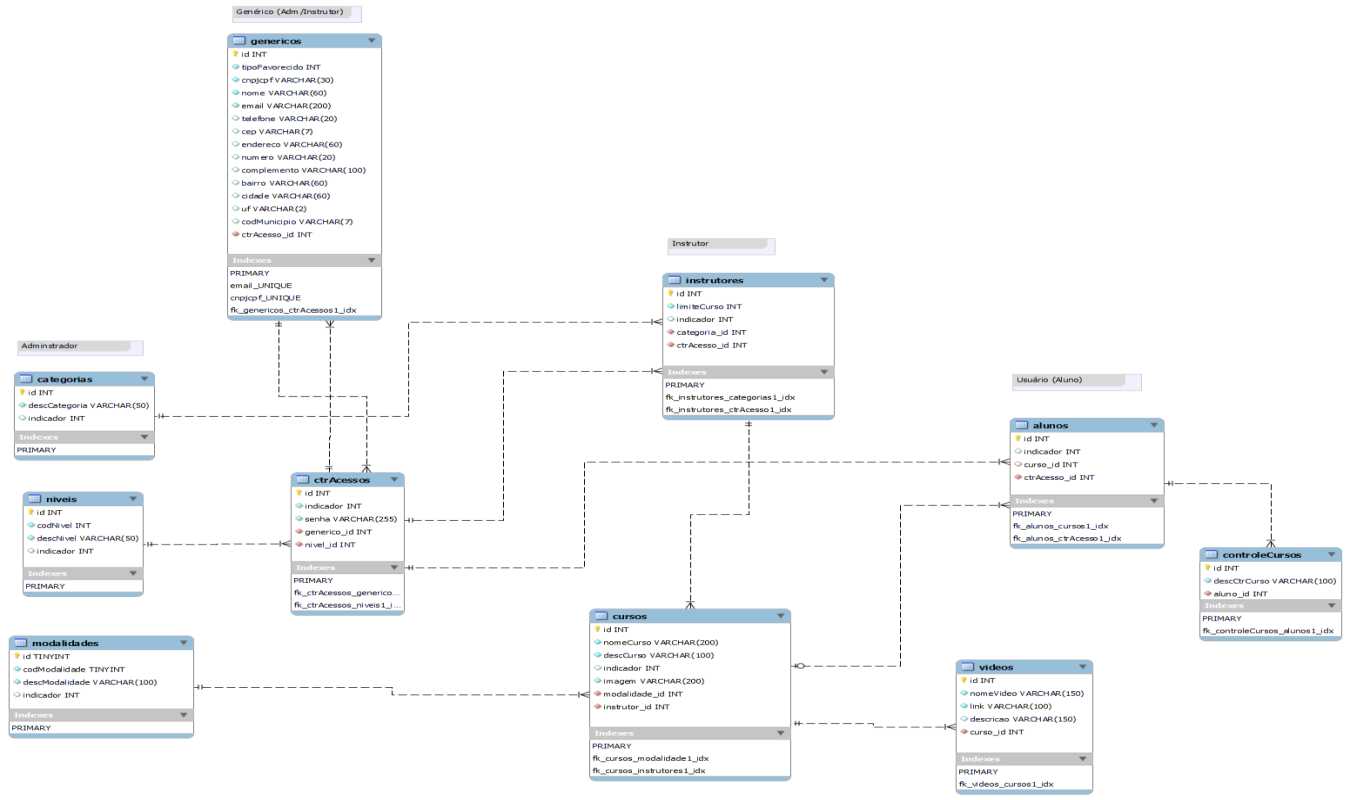 Genérico (Adm/Instrutor)
genericos
id INT
tipoFavorecido INT
cnpjcpf VARCHAR(30)
nome VARCHAR(60)
email VARCHAR(200)
telefone VARCHAR(20)
cep VARCHAR(7)
endereco VARCHAR(60)
numero VARCHAR(20)
complemento VARCHAR(100)
bairro VARCHAR(60)
cidade VARCHAR(60)
uf VARCHAR(2)
codMunicipio VARCHAR(7)
ctrAcesso_id INT
Indexes
PRIMARY
email_UNIQUE
cnpjcpf_UNIQUE
fk_genericos_ctrAcessos1_idx
Instrutor
instrutores
id INT
limiteCurso INT
indicador INT
categoria_id INT
ctrAcesso_id INT
Indexes
PRIMARY
fk_instrutores_categorias1_idx
fk_instrutores_ctrAcesso1_idx
Adminstrador
categorias
id INT
descCategoria VARCHAR(50)
indicador INT
Indexes
PRIMARY
Usuário (Aluno)
alunos
id INT
indicador INT
curso_id INT
ctrAcesso_id INT
Indexes
PRIMARY
fk_alunos_cursos1_idx
fk_alunos_ctrAcesso1_idx
niveis
id INT
codNivel INT
descNivel VARCHAR(50)
indicador INT
Indexes
PRIMARY
ctrAcessos
id INT
indicador INT
senha VARCHAR(255)
generico_id INT
nivel_id INT
Indexes
PRIMARY
fk_ctrAcessos_generico...
fk_ctrAcessos_niveis1_i...
controleCursos
id INT
descCtrCurso VARCHAR(100)
aluno_id INT
Indexes
PRIMARY
fk_controleCursos_alunos1_idx
modalidades
id TINYINT
codModalidade TINYINT
descModalidade VARCHAR(100)
indicador INT
Indexes
PRIMARY
cursos
id INT
nomeCurso VARCHAR(200)
descCurso VARCHAR(100)
indicador INT
imagem VARCHAR(200)
modalidade_id INT
instrutor_id INT
Indexes
PRIMARY
fk_cursos_modalidade1_idx
fk_cursos_instrutores1_idx
videos
id INT
nomeVideo VARCHAR(150)
link VARCHAR(100)
descricao VARCHAR(150)
curso_id INT
Indexes
PRIMARY
fk_videos_cursos1_idx